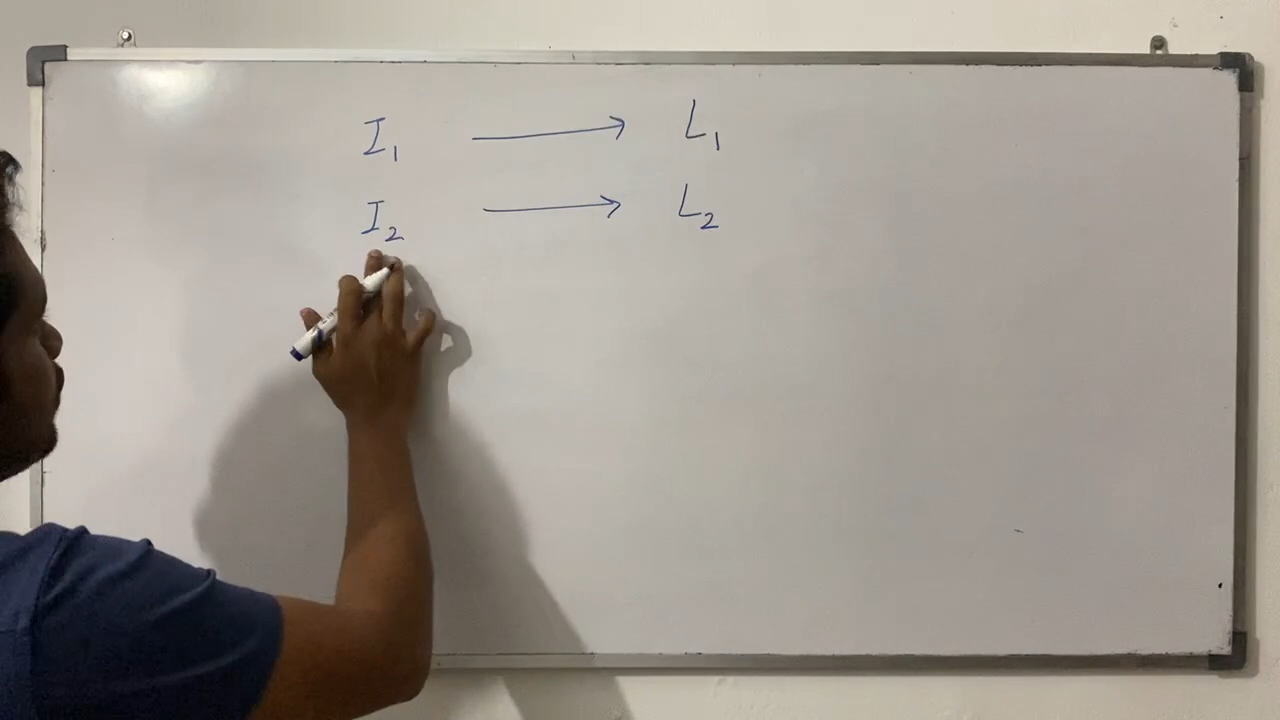 I₁ → L₁
I₂ → L₂